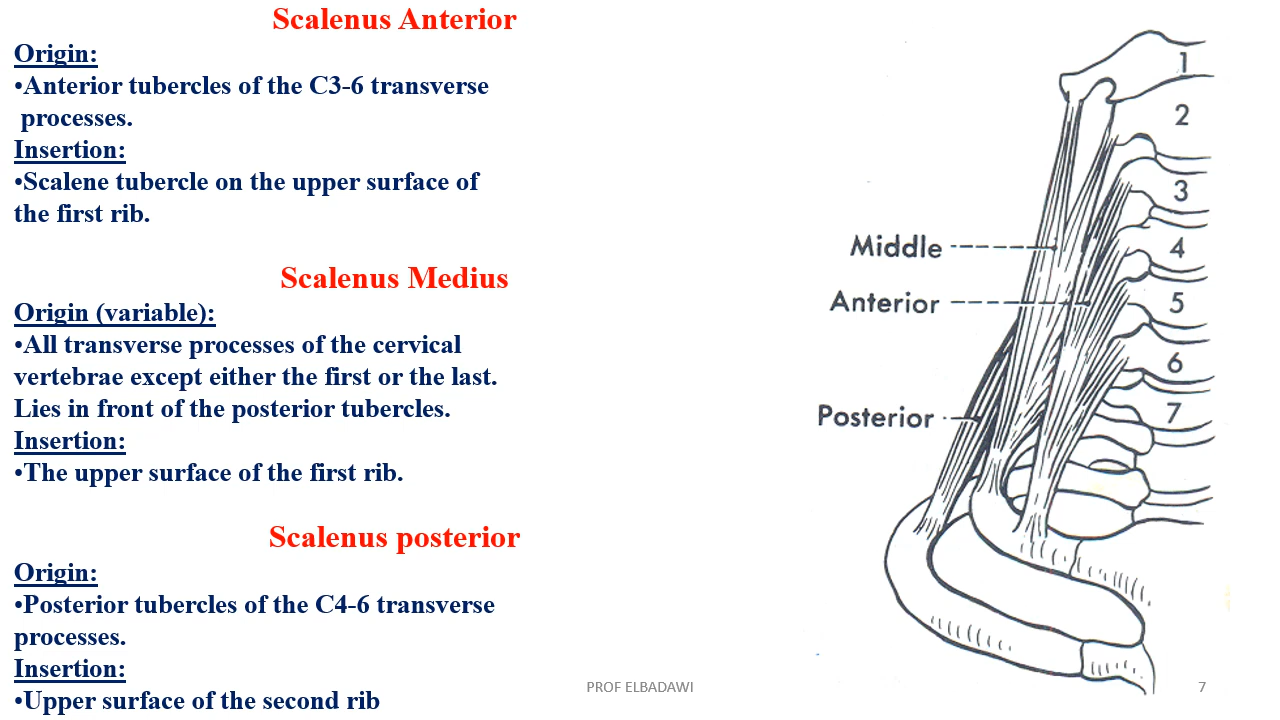 Scalenus Anterior
Origin:
•Anterior tubercles of the C3-6 transverse
processes.
Insertion:
•Scalene tubercle on the upper surface of
the first rib.
Scalenus Medius
Origin (variable):
•All transverse processes of the cervical
vertebrae except either the first or the last.
Lies in front of the posterior tubercles.
Insertion:
•The upper surface of the first rib.
Scalenus posterior
Origin:
•Posterior tubercles of the C4-6 transverse
processes.
Insertion:
•Upper surface of the second rib
1
2
3
Middle
4
Anterior
5
6
Posterior
7
PROF ELBADAWI
7